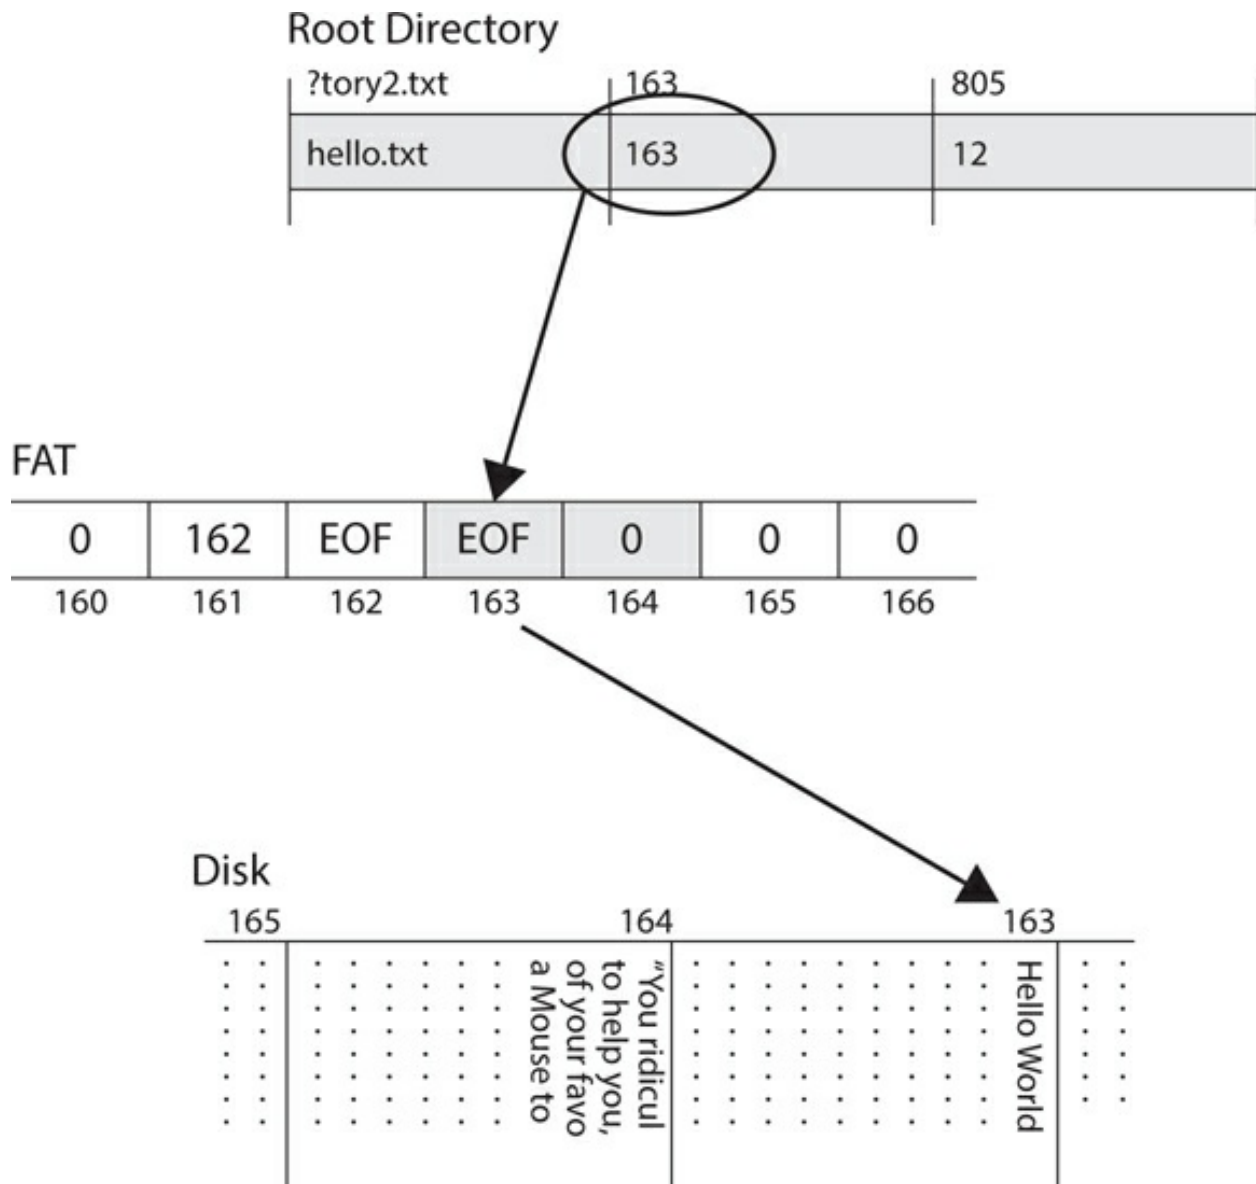 Root Directory
?tory2.txt 163 805
hello.txt 163 12
FAT
0 162 EOF EOF 0 0 0
160 161 162 163 164 165 166
Disk
165 164 163
Hello World
“You ridicul
to help you,
of your favo
a Mouse to